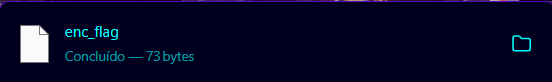 enc_flag
Concluído — 73 bytes